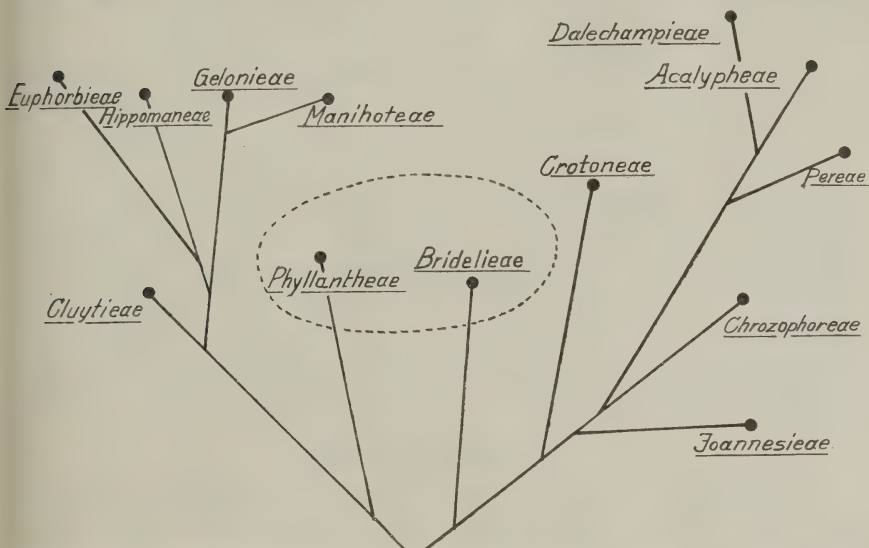 Dalechampieae
Acalypheae
Gelonieae
Euphorbieae
Hippomaneae
Manihoteae
Crotoneae
Pereae
Bridelieae
Phyllantheae
Cluytieae
Chrozophoreae
Joannesieae.